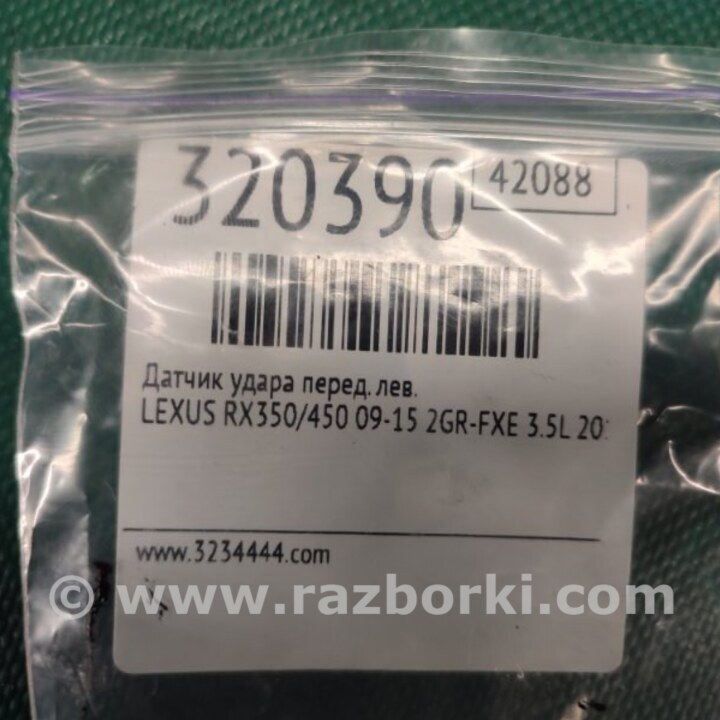 320390
42088
Датчик удара перед. лев.
LEXUS RX350/450 09-15 2GR-FXE 3.5L 20
www.3234444.com
© www.razborki.com